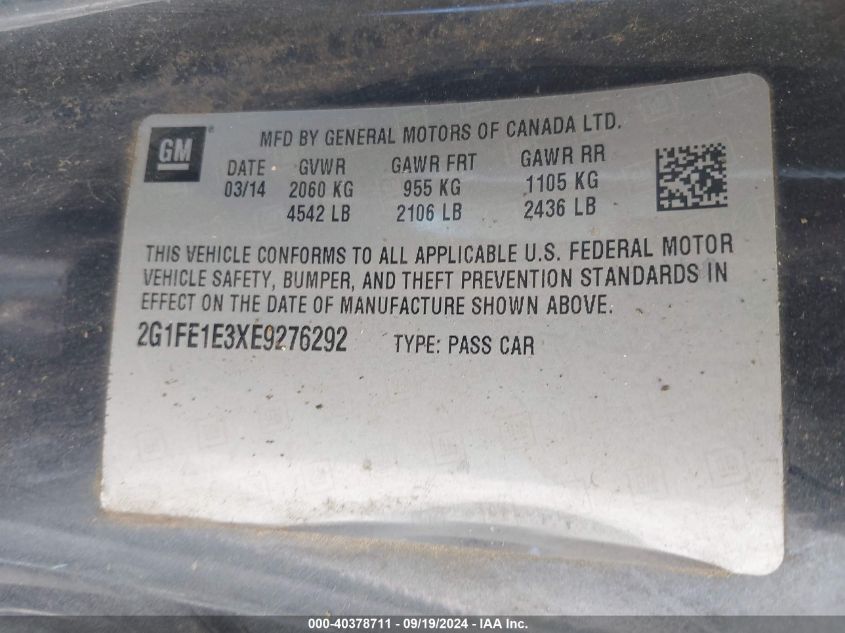 GM ®
MFD BY GENERAL MOTORS OF CANADA LTD.
DATE GVWR GAWR FRT GAWR RR
03/14 2060 KG 955 KG 1105 KG
4542 LB 2106 LB 2436 LB
THIS VEHICLE CONFORMS TO ALL APPLICABLE U.S. FEDERAL MOTOR
VEHICLE SAFETY, BUMPER, AND THEFT PREVENTION STANDARDS IN
EFFECT ON THE DATE OF MANUFACTURE SHOWN ABOVE.
2G1FE1E3XE9276292 TYPE: PASS CAR
000-40378711 - 09/19/2024 - IAA Inc.